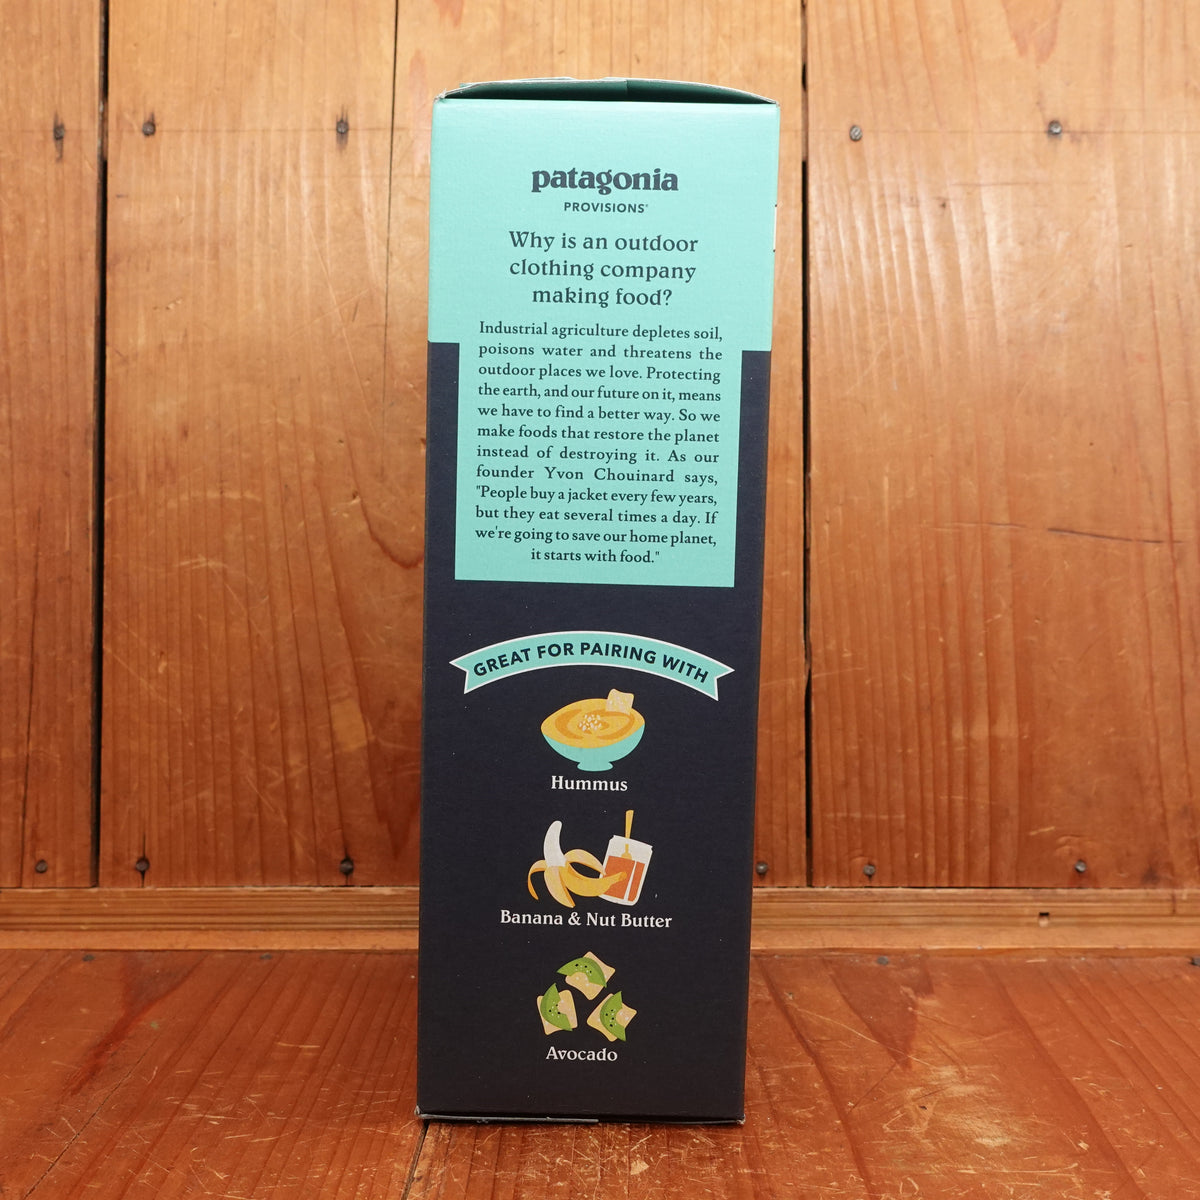 patagonia
PROVISIONS®
Why is an outdoor
clothing company
making food?
Industrial agriculture depletes soil,
poisons water and threatens the
outdoor places we love. Protecting
the earth, and our future on it, means
we have to find a better way. So we
make foods that restore the planet
instead of destroying it. As our
founder Yvon Chouinard says,
"People buy a jacket every few years,
but they eat several times a day. If
we're going to save our home planet,
it starts with food."
GREAT FOR PAIRING WITH
Hummus
Banana & Nut Butter
Avocado